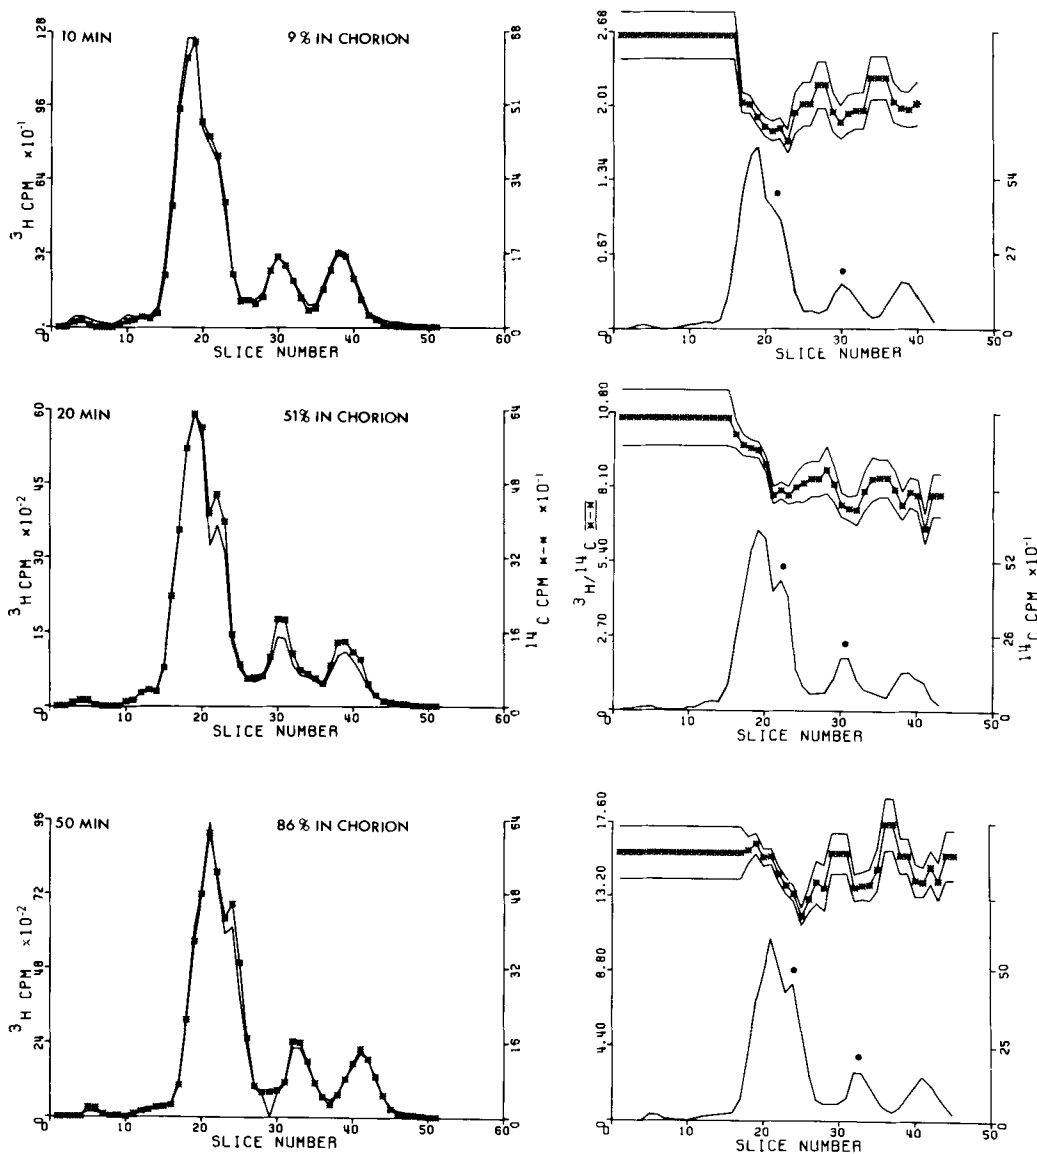 10 MIN
9% IN CHORION
128
96
64
32
0
³H CPM ×10⁻¹
68
51
34
17
0
0 10 20 30 40 50 60
SLICE NUMBER
2.68
2.01
1.34
0.67
0.00
54
27
0
0 10 20 30 40 50
SLICE NUMBER
20 MIN
51% IN CHORION
60
45
30
15
0
³H CPM ×10⁻²
64
48
32
16
0
¹⁴C CPM ×-× ×10⁻¹
0 10 20 30 40 50 60
SLICE NUMBER
10.80
8.10
5.40
2.70
.00
³H/¹⁴C ×-×
52
26
0
¹⁴C CPM ×10⁻¹
0 10 20 30 40 50
SLICE NUMBER
50 MIN
86% IN CHORION
96
72
48
24
0
³H CPM ×10⁻²
64
48
32
16
0
0 10 20 30 40 50 60
SLICE NUMBER
17.60
13.20
8.80
4.40
.00
50
25
0
0 10 20 30 40 50
SLICE NUMBER